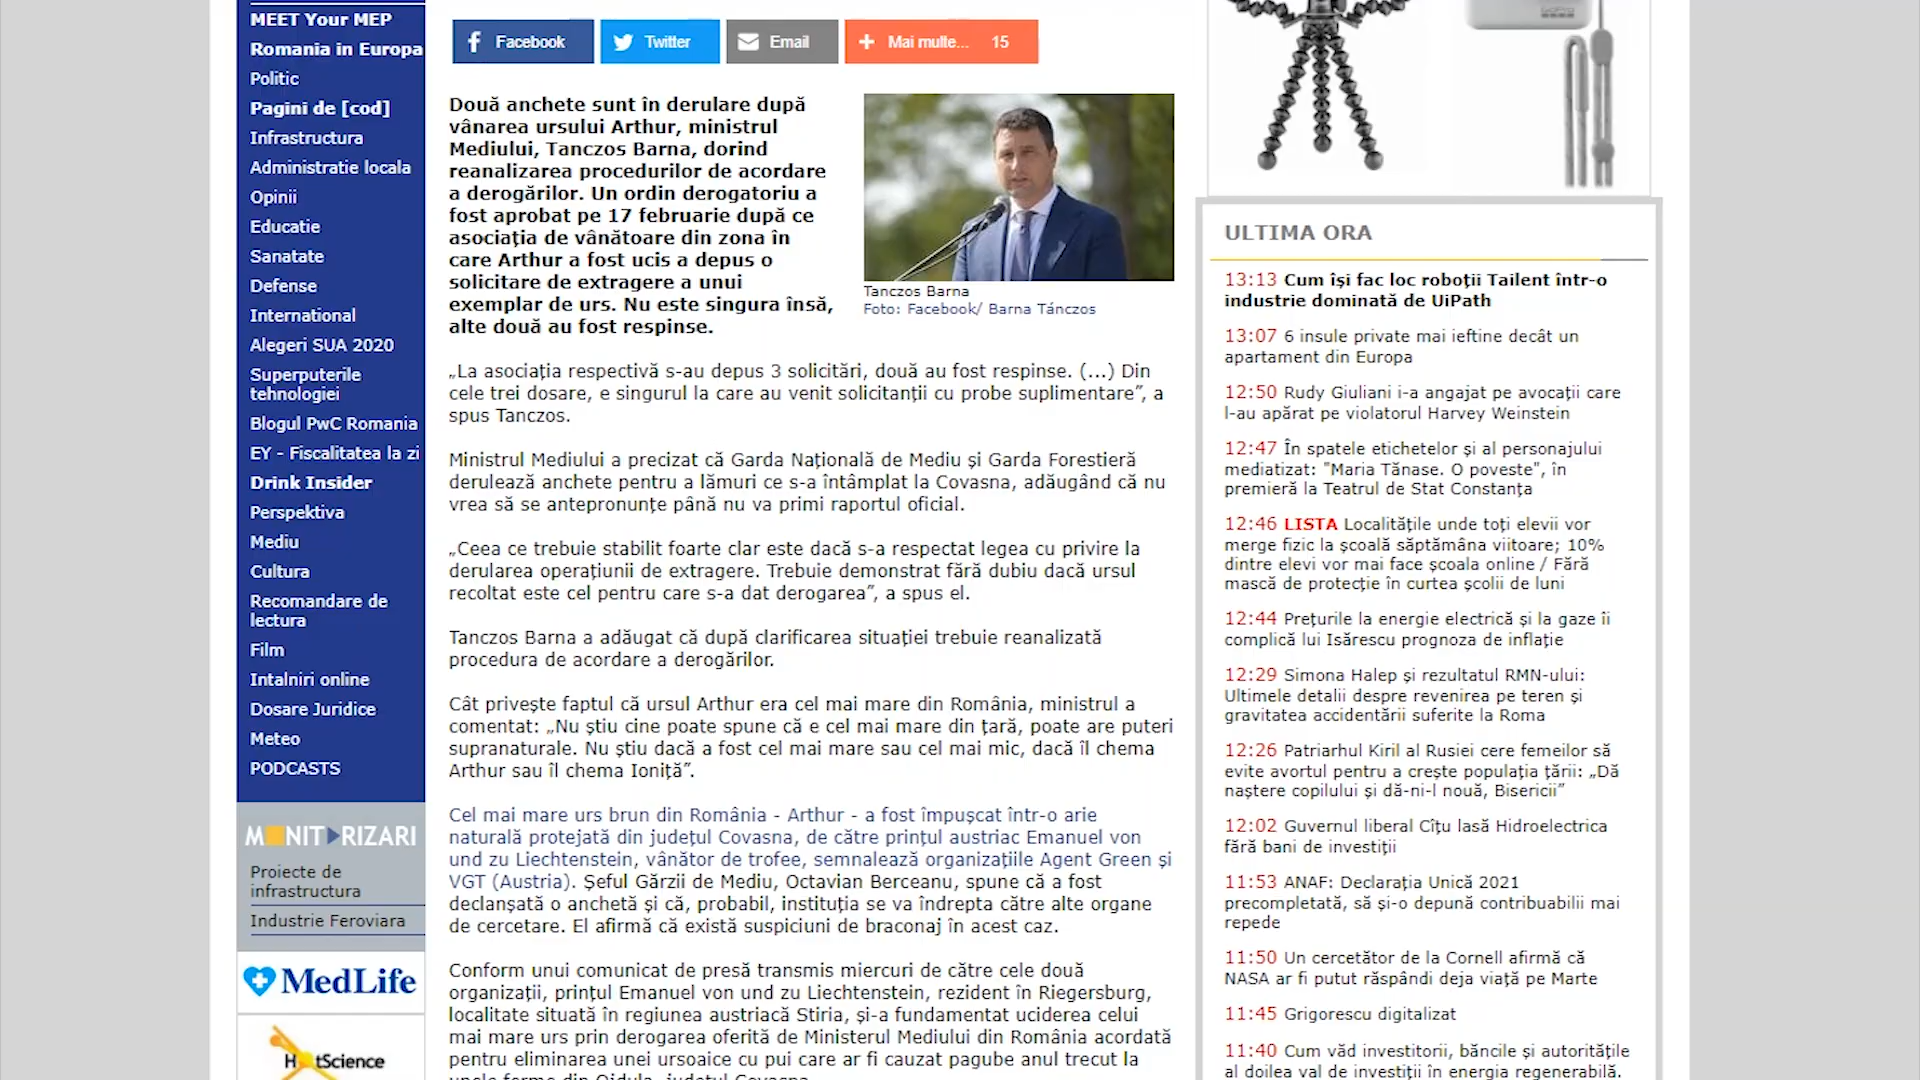 MEET Your MEP
Romania in Europa
Politic
Pagini de [cod]
Infrastructura
Administratie locala
Opinii
Educatie
Sanatate
Defense
International
Alegeri SUA 2020
Superputerile
tehnologiei
Blogul PwC Romania
EY - Fiscalitatea la zi
Drink Insider
Perspektiva
Mediu
Cultura
Recomandare de
lectura
Film
Intalniri online
Dosare Juridice
Meteo
PODCASTS
MONITORIZARI
Proiecte de
infrastructura
Industrie Feroviara
MedLife
HotScience
Facebook
Twitter
Email
Mai multe...
15
Două anchete sunt în derulare după
vânarea ursului Arthur, ministrul
Mediului, Tanczos Barna, dorind
reanalizarea procedurilor de acordare
a derogărilor. Un ordin derogatoriu a
fost aprobat pe 17 februarie după ce
asociația de vânătoare din zona în
care Arthur a fost ucis a depus o
solicitare de extragere a unui
exemplar de urs. Nu este singura însă,
alte două au fost respinse.
Tanczos Barna
Foto: Facebook/ Barna Tánczos
„La asociația respectivă s-au depus 3 solicitări, două au fost respinse. (...) Din
cele trei dosare, e singurul la care au venit solicitanții cu probe suplimentare”, a
spus Tanczos.
Ministrul Mediului a precizat că Garda Națională de Mediu și Garda Forestieră
derulează anchete pentru a lămuri ce s-a întâmplat la Covasna, adăugând că nu
vrea să se antepronunțe până nu va primi raportul oficial.
„Ceea ce trebuie stabilit foarte clar este dacă s-a respectat legea cu privire la
derularea operațiunii de extragere. Trebuie demonstrat fără dubiu dacă ursul
recoltat este cel pentru care s-a dat derogarea”, a spus el.
Tanczos Barna a adăugat că după clarificarea situației trebuie reanalizată
procedura de acordare a derogărilor.
Cât privește faptul că ursul Arthur era cel mai mare din România, ministrul a
comentat: „Nu știu cine poate spune că e cel mai mare din țară, poate are puteri
supranaturale. Nu știu dacă a fost cel mai mare sau cel mai mic, dacă îl chema
Arthur sau îl chema Ioniță”.
Cel mai mare urs brun din România - Arthur - a fost împușcat într-o arie
naturală protejată din județul Covasna, de către prințul austriac Emanuel von
und zu Liechtenstein, vânător de trofee, semnalează organizațiile Agent Green și
VGT (Austria). Șeful Gărzii de Mediu, Octavian Berceanu, spune că a fost
declanșată o anchetă și că, probabil, instituția se va îndrepta către alte organe
de cercetare. El afirmă că există suspiciuni de braconaj în acest caz.
Conform unui comunicat de presă transmis miercuri de către cele două
organizații, prințul Emanuel von und zu Liechtenstein, rezident în Riegersburg,
localitate situată în regiunea austriacă Stiria, și-a fundamentat uciderea celui
mai mare urs prin derogarea oferită de Ministerul Mediului din România acordată
pentru eliminarea unei ursoaice cu pui care ar fi cauzat pagube anul trecut la
unele ferme din Ojdula, județul Covasna.
ULTIMA ORA
13:13 Cum își fac loc roboții Tailent într-o
industrie dominată de UiPath
13:07 6 insule private mai ieftine decât un
apartament din Europa
12:50 Rudy Giuliani i-a angajat pe avocații care
l-au apărat pe violatorul Harvey Weinstein
12:47 În spatele etichetelor și al personajului
mediatizat: "Maria Tănase. O poveste", în
premieră la Teatrul de Stat Constanța
12:46 LISTA Localitățile unde toți elevii vor
merge fizic la școală săptămâna viitoare; 10%
dintre elevi vor mai face școala online / Fără
mască de protecție în curtea școlii de luni
12:44 Prețurile la energie electrică și la gaze îi
complică lui Isărescu prognoza de inflație
12:29 Simona Halep și rezultatul RMN-ului:
Ultimele detalii despre revenirea pe teren și
gravitatea accidentării suferite la Roma
12:26 Patriarhul Kiril al Rusiei cere femeilor să
evite avortul pentru a crește populația țării: „Dă
naștere copilului și dă-ni-l nouă, Bisericii”
12:02 Guvernul liberal Cîțu lasă Hidroelectrica
fără bani de investiții
11:53 ANAF: Declarația Unică 2021
precompletată, să și-o depună contribuabilii mai
repede
11:50 Un cercetător de la Cornell afirmă că
NASA ar fi putut răspândi deja viață pe Marte
11:45 Grigorescu digitalizat
11:40 Cum văd investitorii, băncile și autoritățile
al doilea val de investiții în energia regenerabilă.